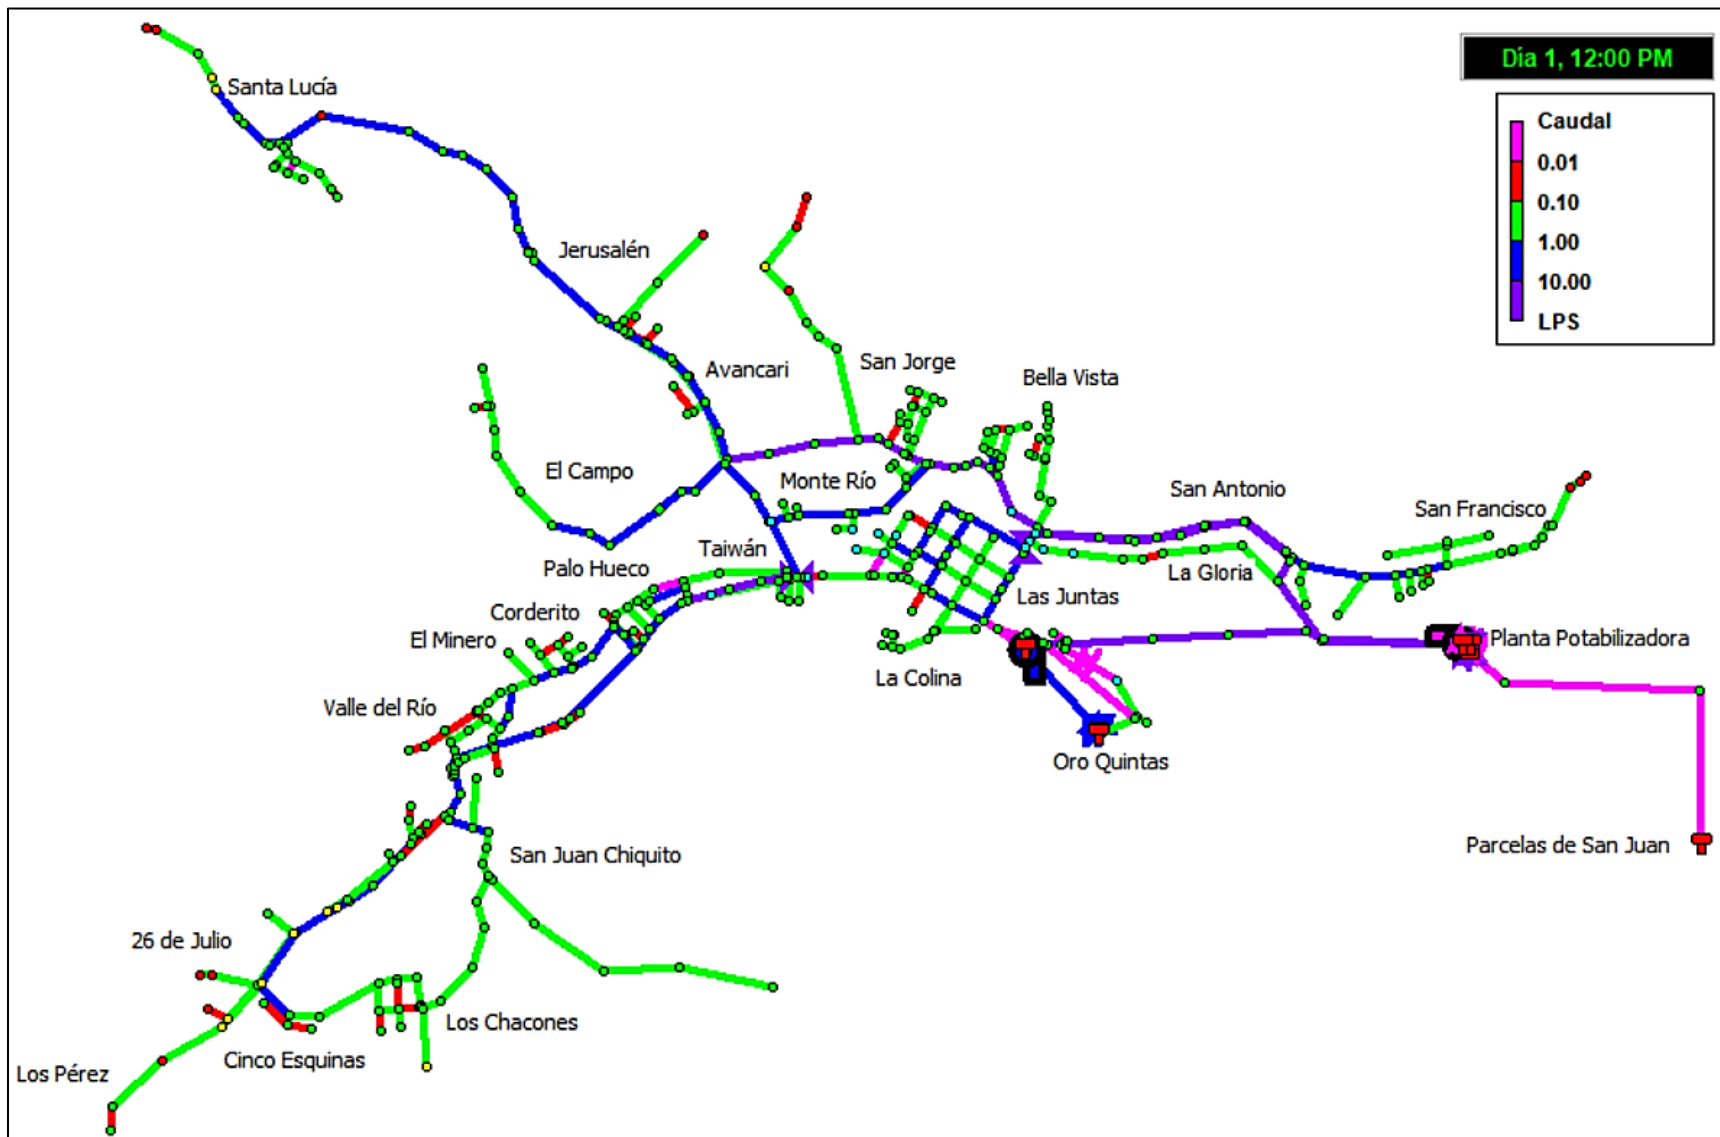 Día 1, 12:00 PM
Caudal
0.01
0.10
1.00
10.00
LPS
Santa Lucía
Jerusalén
Avancari
San Jorge
Bella Vista
El Campo
Monte Río
San Antonio
San Francisco
Taiwán
Palo Hueco
La Gloria
Las Juntas
Corderito
El Minero
Planta Potabilizadora
La Colina
Valle del Río
Oro Quintas
San Juan Chiquito
Parcelas de San Juan
26 de Julio
Los Chacones
Cinco Esquinas
Los Pérez